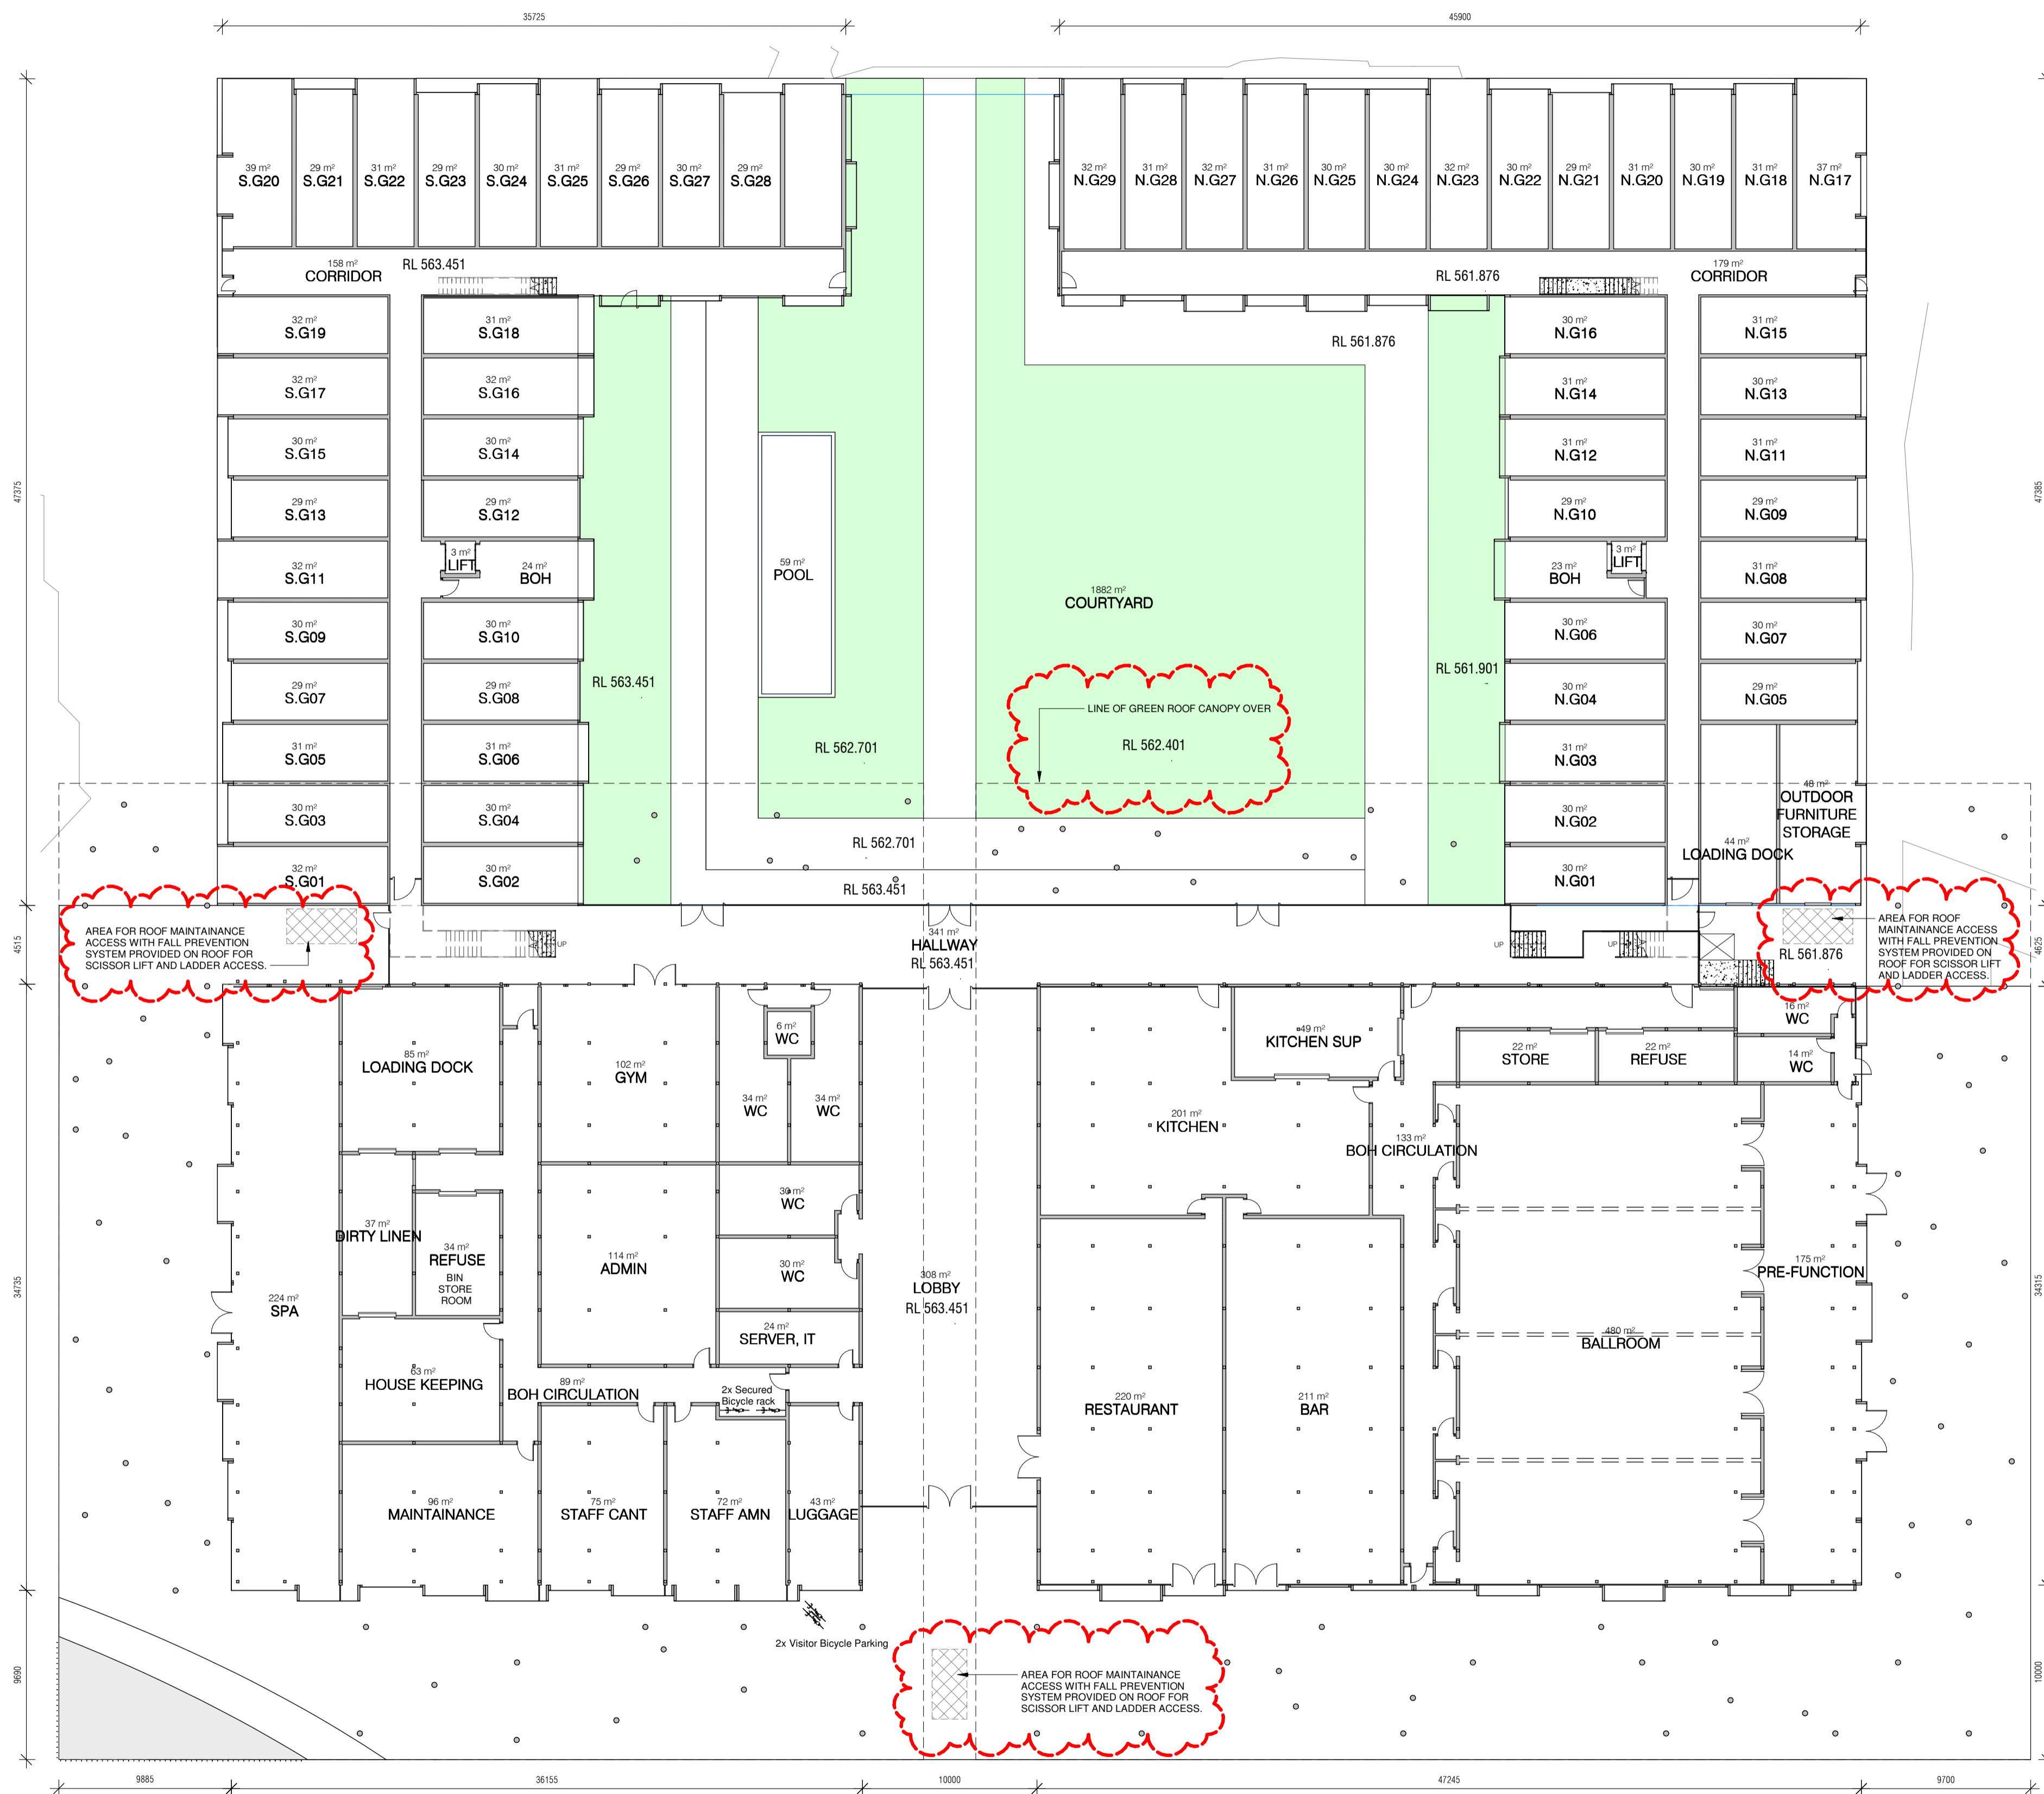 35725
45900
39 m²
S.G20
29 m²
S.G21
31 m²
S.G22
29 m²
S.G23
30 m²
S.G24
31 m²
S.G25
29 m²
S.G26
30 m²
S.G27
29 m²
S.G28
32 m²
N.G29
31 m²
N.G28
32 m²
N.G27
31 m²
N.G26
30 m²
N.G25
30 m²
N.G24
32 m²
N.G23
30 m²
N.G22
29 m²
N.G21
31 m²
N.G20
30 m²
N.G19
31 m²
N.G18
37 m²
N.G17
158 m²
CORRIDOR
RL 563.451
RL 561.876
179 m²
CORRIDOR
32 m²
S.G19
31 m²
S.G18
RL 561.876
30 m²
N.G16
31 m²
N.G15
32 m²
S.G17
32 m²
S.G16
31 m²
N.G14
30 m²
N.G13
30 m²
S.G15
30 m²
S.G14
31 m²
N.G12
31 m²
N.G11
47375
47385
29 m²
S.G13
29 m²
S.G12
29 m²
N.G10
29 m²
N.G09
32 m²
S.G11
3 m²
LIFT
24 m²
BOH
59 m²
POOL
1882 m²
COURTYARD
23 m²
BOH
3 m²
LIFT
31 m²
N.G08
30 m²
S.G09
30 m²
S.G10
30 m²
N.G06
30 m²
N.G07
29 m²
S.G07
29 m²
S.G08
RL 563.451
RL 561.901
30 m²
N.G04
29 m²
N.G05
LINE OF GREEN ROOF CANOPY OVER
RL 562.401
31 m²
S.G05
31 m²
S.G06
RL 562.701
31 m²
N.G03
30 m²
S.G03
30 m²
S.G04
30 m²
N.G02
48 m²
OUTDOOR
FURNITURE
STORAGE
RL 562.701
44 m²
LOADING DOCK
32 m²
S.G01
30 m²
S.G02
RL 563.451
30 m²
N.G01
4515
AREA FOR ROOF MAINTAINANCE
ACCESS WITH FALL PREVENTION
SYSTEM PROVIDED ON ROOF FOR
SCISSOR LIFT AND LADDER ACCESS.
UP
341 m²
HALLWAY
RL 563.451
UP
UP
RL 561.876
AREA FOR ROOF
MAINTAINANCE ACCESS
WITH FALL PREVENTION
SYSTEM PROVIDED ON
ROOF FOR SCISSOR LIFT
AND LADDER ACCESS.
4625
85 m²
LOADING DOCK
102 m²
GYM
6 m²
WC
34 m²
WC
34 m²
WC
49 m²
KITCHEN SUP
22 m²
STORE
22 m²
REFUSE
16 m²
WC
14 m²
WC
201 m²
KITCHEN
133 m²
BOH CIRCULATION
37 m²
DIRTY LINEN
34 m²
REFUSE
BIN
STORE
ROOM
114 m²
ADMIN
30 m²
WC
30 m²
WC
34735
34315
224 m²
SPA
308 m²
LOBBY
RL 563.451
175 m²
PRE-FUNCTION
24 m²
SERVER, IT
480 m²
BALLROOM
63 m²
HOUSE KEEPING
89 m²
BOH CIRCULATION
2x Secured
Bicycle rack
220 m²
RESTAURANT
211 m²
BAR
96 m²
MAINTAINANCE
75 m²
STAFF CANT
72 m²
STAFF AMN
43 m²
LUGGAGE
2x Visitor Bicycle Parking
9690
10000
AREA FOR ROOF MAINTAINANCE
ACCESS WITH FALL PREVENTION
SYSTEM PROVIDED ON ROOF FOR
SCISSOR LIFT AND LADDER ACCESS.
9885
36155
10000
47245
9700